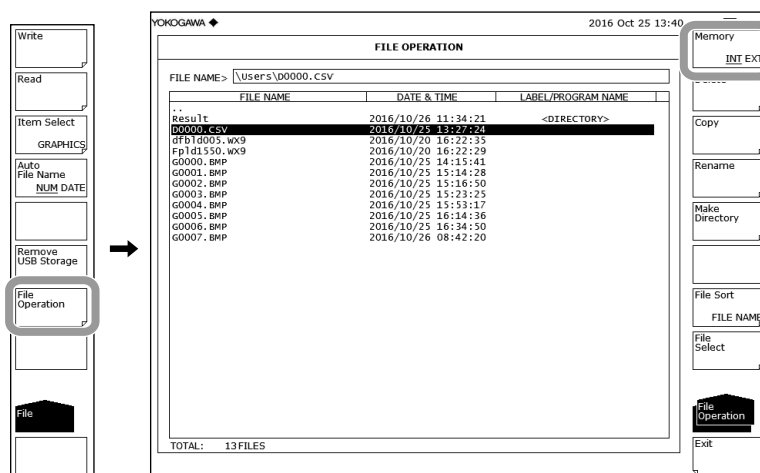 Write
Read
Item Select
GRAPHICS
Auto
File Name
NUM DATE
Remove
USB Storage
File
Operation
File
YOKOGAWA
2016 Oct 25 13:40
FILE OPERATION
FILE NAME> \Users\D0000.CSV
FILE NAME DATE & TIME LABEL/PROGRAM NAME
..
Result 2016/10/26 11:34:21 <DIRECTORY>
D0000.CSV 2016/10/25 13:27:24
dfbld005.WX9 2016/10/20 16:22:35
Fpld1550.WX9 2016/10/20 16:22:29
G0000.BMP 2016/10/25 14:15:41
G0001.BMP 2016/10/25 15:14:28
G0002.BMP 2016/10/25 15:16:50
G0003.BMP 2016/10/25 15:23:25
G0004.BMP 2016/10/25 15:53:17
G0005.BMP 2016/10/25 16:14:36
G0006.BMP 2016/10/25 16:34:50
G0007.BMP 2016/10/26 08:42:20
TOTAL: 13FILES
Memory
INT EXT
Copy
Rename
Make
Directory
File Sort
FILE NAME
File
Select
File
Operation
Exit